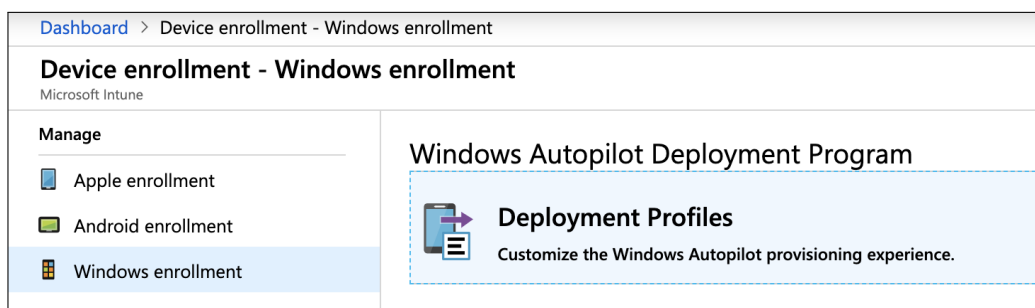 Dashboard > Device enrollment - Windows enrollment
Device enrollment - Windows enrollment
Microsoft Intune
Manage
Apple enrollment
Android enrollment
Windows enrollment
Windows Autopilot Deployment Program
Deployment Profiles
Customize the Windows Autopilot provisioning experience.